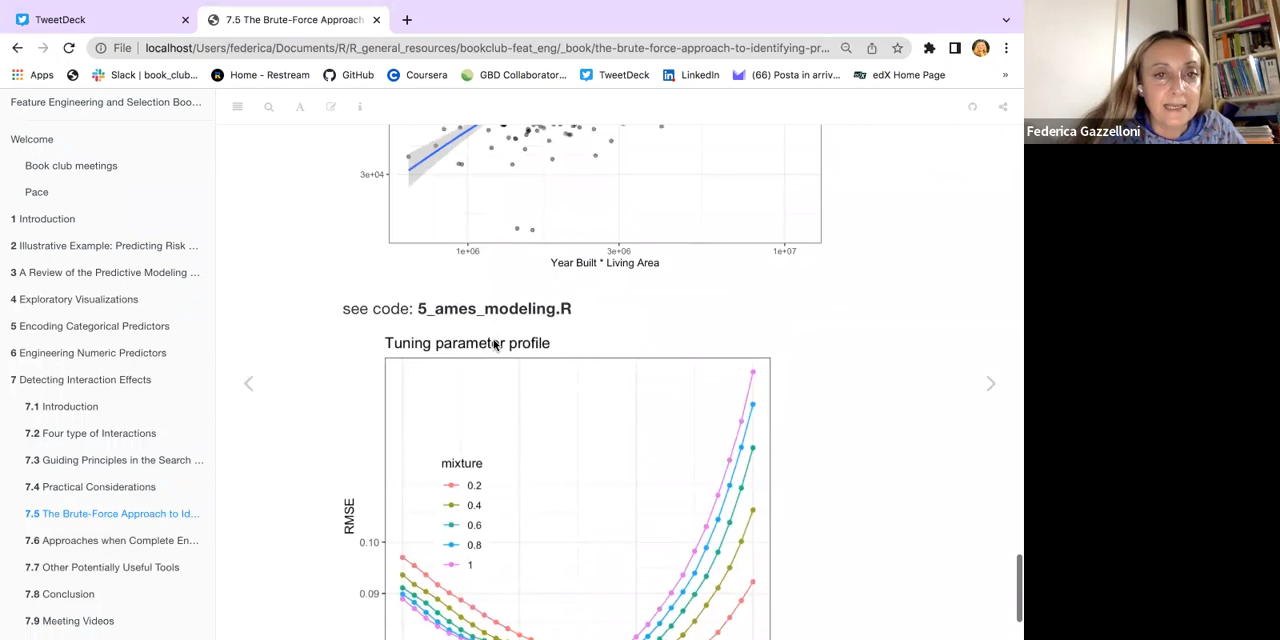 TweetDeck
7.5 The Brute-Force Approach
File
localhost/Users/federica/Documents/R/R_general_resources/bookclub-feat_eng/_book/the-brute-force-approach-to-identifying-pr...
Apps
Slack | book_club...
Home - Restream
GitHub
Coursera
GBD Collaborator...
TweetDeck
LinkedIn
(66) Posta in arriv...
edX Home Page
»
Feature Engineering and Selection Boo...
Welcome
Book club meetings
Pace
1 Introduction
2 Illustrative Example: Predicting Risk ...
3 A Review of the Predictive Modeling ...
4 Exploratory Visualizations
5 Encoding Categorical Predictors
6 Engineering Numeric Predictors
7 Detecting Interaction Effects
7.1 Introduction
7.2 Four type of Interactions
7.3 Guiding Principles in the Search ...
7.4 Practical Considerations
7.5 The Brute-Force Approach to Id...
7.6 Approaches when Complete En...
7.7 Other Potentially Useful Tools
7.8 Conclusion
7.9 Meeting Videos
3e+04
1e+06
3e+06
1e+07
Year Built * Living Area
see code: 5_ames_modeling.R
Tuning parameter profile
mixture
0.2
0.4
0.6
0.8
1
RMSE
0.10
0.09
Federica Gazzelloni